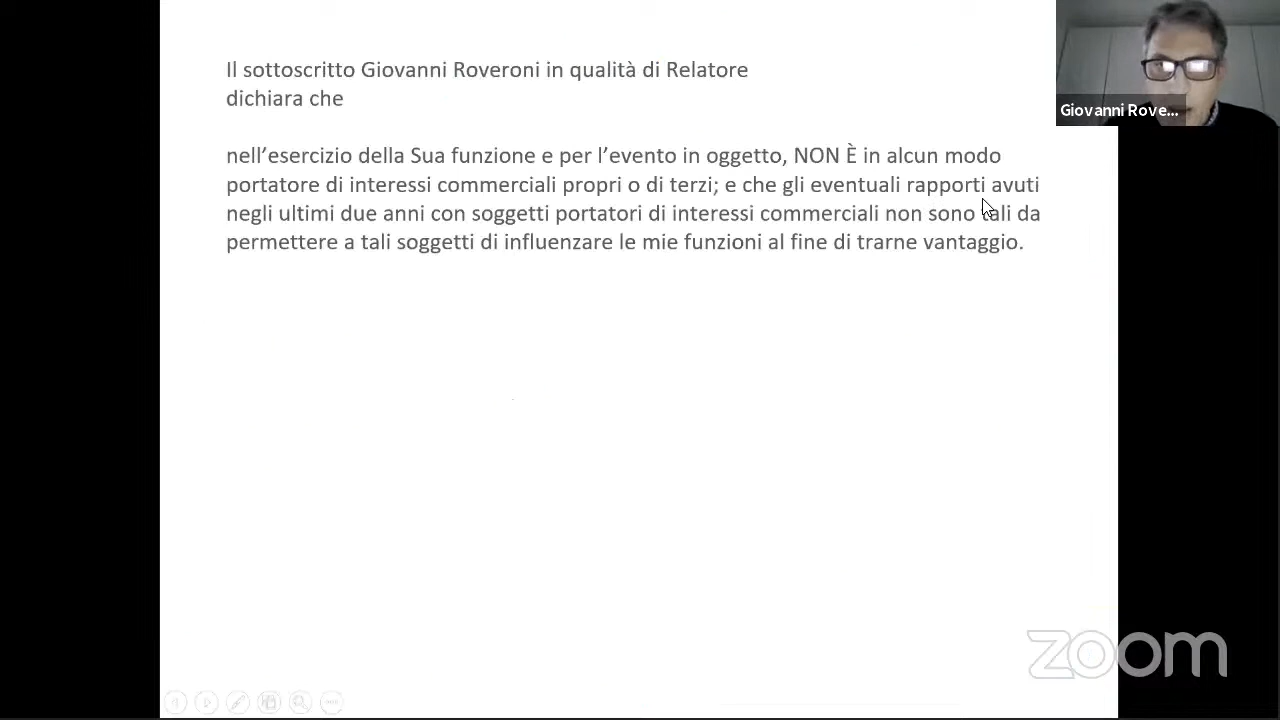 Il sottoscritto Giovanni Roveroni in qualità di Relatore
dichiara che
nell’esercizio della Sua funzione e per l’evento in oggetto, NON È in alcun modo
portatore di interessi commerciali propri o di terzi; e che gli eventuali rapporti avuti
negli ultimi due anni con soggetti portatori di interessi commerciali non sono tali da
permettere a tali soggetti di influenzare le mie funzioni al fine di trarne vantaggio.
Giovanni Rove...
zoom